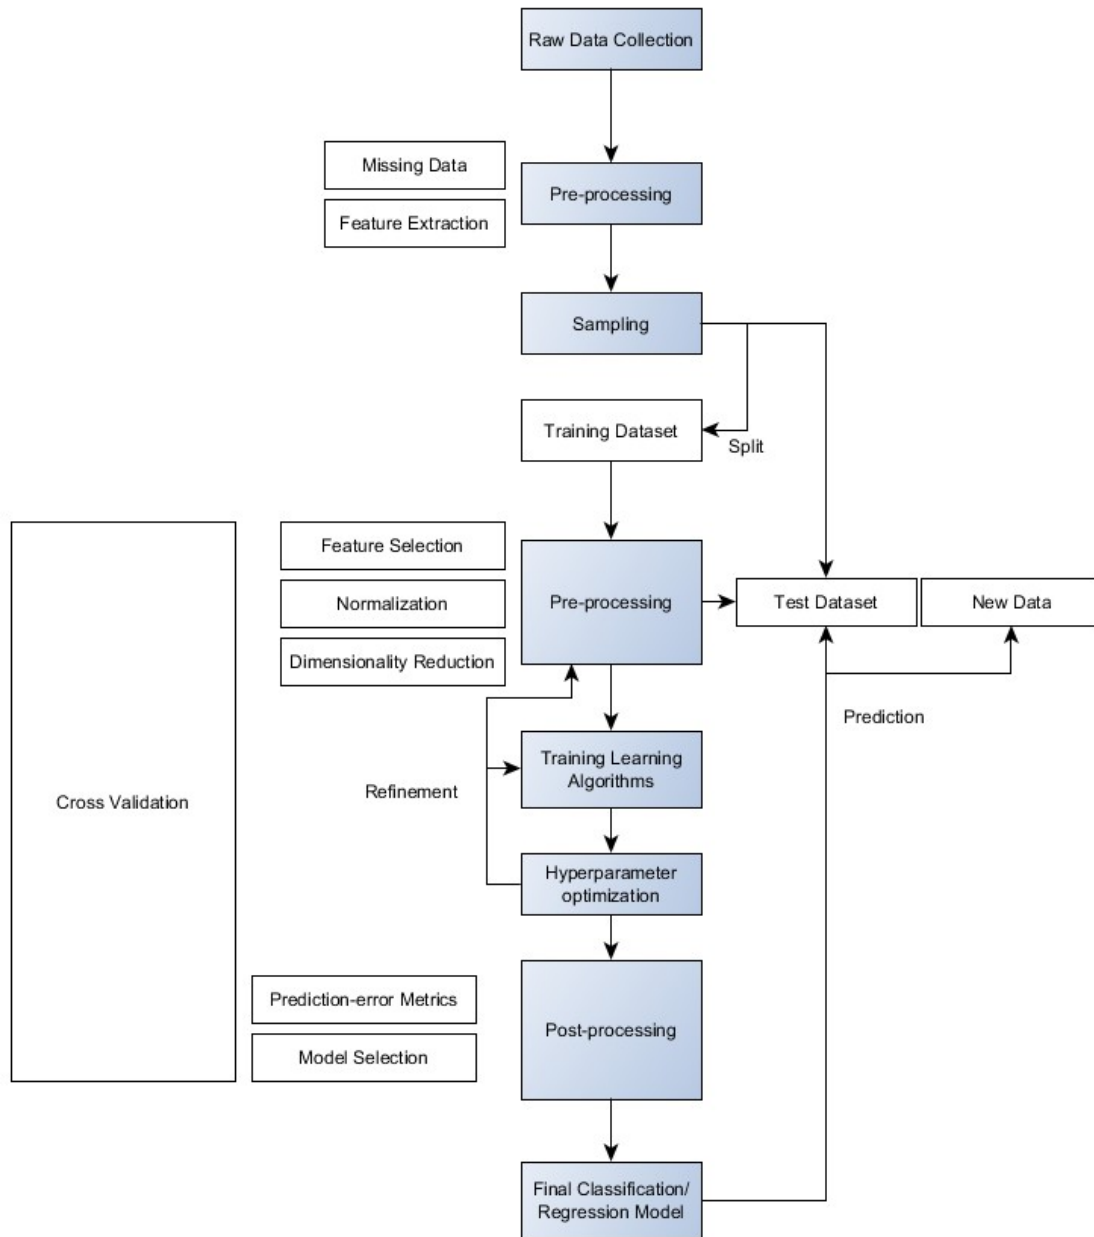 Raw Data Collection
Missing Data
Pre-processing
Feature Extraction
Sampling
Training Dataset
Split
Feature Selection
Normalization
Dimensionality Reduction
Pre-processing
Test Dataset
New Data
Prediction
Training Learning
Algorithms
Refinement
Cross Validation
Hyperparameter
optimization
Prediction-error Metrics
Model Selection
Post-processing
Final Classification/
Regression Model